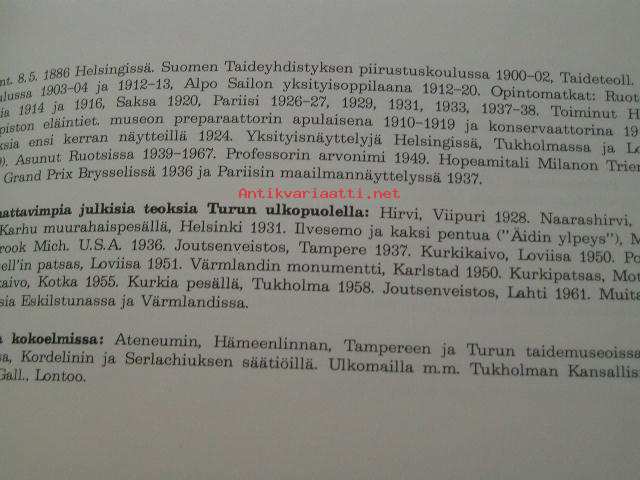 nt. 8.5. 1886 Helsingissä. Suomen Taideyhdistyksen piirustuskoulussa 1900–02, Taideteoll.
ulussa 1903–04 ja 1912–13, Alpo Sailon yksityisoppilaana 1912–20. Opintomatkat: Ruot
ia 1914 ja 1916, Saksa 1920, Pariisi 1926–27, 1929, 1931, 1933, 1937–38. Toiminut H
piston eläintiet. museon preparaattorin apulaisena 1910–1919 ja konservaattorina 19
ksia ensi kerran näytteillä 1924. Yksityisnäyttelyjä Helsingissä, Tukholmassa ja Lo
). Asunut Ruotsissa 1939–1967. Professorin arvonimi 1949. Hopeamitali Milanon Trien
Grand Prix Brysselissä 1936 ja Pariisin maailmannäyttelyssä 1937.
Antikvariaatti.net
nattavimpia julkisia teoksia Turun ulkopuolella: Hirvi, Viipuri 1928. Naarashirvi,
Karhu muurahaispesällä, Helsinki 1931. Ilvesemo ja kaksi pentua ("Äidin ylpeys"), M
rook Mich. U.S.A. 1936. Joutsenveistos, Tampere 1937. Kurkikaivo, Loviisa 1950. Po
ell'in patsas, Loviisa 1951. Värmlandin monumentti, Karlstad 1950. Kurkipatsas, Mot
kaivo, Kotka 1955. Kurkia pesällä, Tukholma 1958. Joutsenveistos, Lahti 1961. Muita
sia Eskilstunassa ja Värmlandissa.
kokoelmissa: Ateneumin, Hämeenlinnan, Tampereen ja Turun taidemuseoissa
sa, Kordelinin ja Serlachiuksen säätiöillä. Ulkomailla m.m. Tukholman Kansallis
Gall., Lontoo.